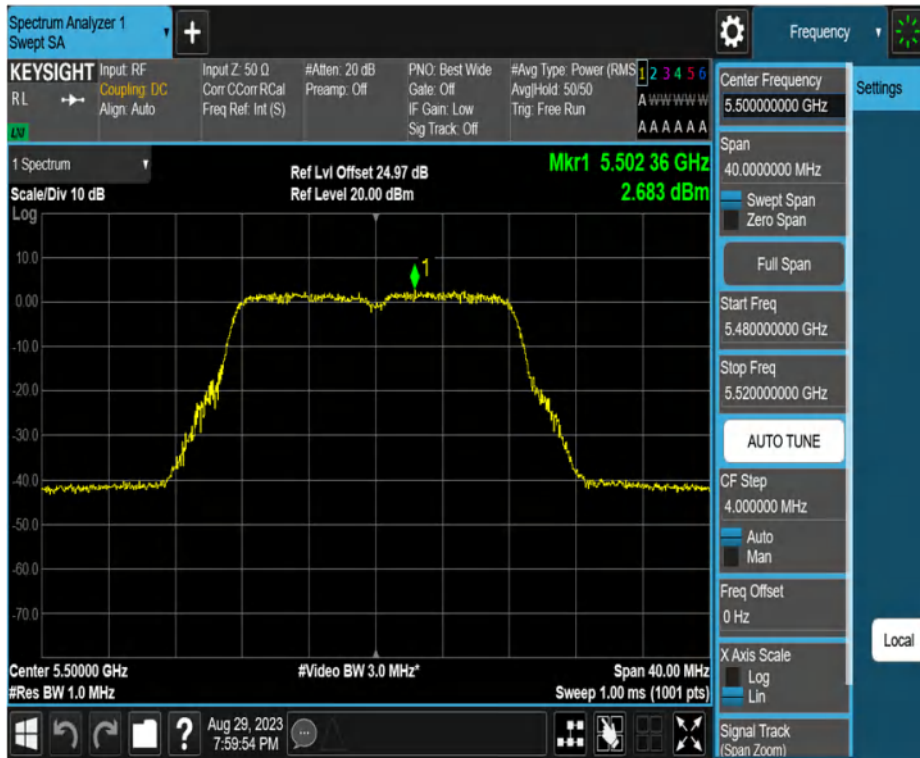 Spectrum Analyzer 1
Swept SA
+
Frequency
KEYSIGHT
RL
LXI
Input: RF
Coupling: DC
Align: Auto
Input Z: 50 Ω
Corr CCorr RCal
Freq Ref: Int (S)
#Atten: 20 dB
Preamp: Off
PNO: Best Wide
Gate: Off
IF Gain: Low
Sig Track: Off
#Avg Type: Power (RMS
Avg|Hold: 50/50
Trig: Free Run
1 2 3 4 5 6
A W W W W W
A A A A A A
1 Spectrum
Scale/Div 10 dB
Ref Lvl Offset 24.97 dB
Ref Level 20.00 dBm
Mkr1 5.502 36 GHz
2.683 dBm
Log
10.0
0.00
-10.0
-20.0
-30.0
-40.0
-50.0
-60.0
-70.0
1
Center 5.50000 GHz
#Res BW 1.0 MHz
#Video BW 3.0 MHz*
Span 40.00 MHz
Sweep 1.00 ms (1001 pts)
?
Aug 29, 2023
7:59:54 PM
Center Frequency
5.500000000 GHz
Span
40.0000000 MHz
Swept Span
Zero Span
Full Span
Start Freq
5.480000000 GHz
Stop Freq
5.520000000 GHz
AUTO TUNE
CF Step
4.000000 MHz
Auto
Man
Freq Offset
0 Hz
X Axis Scale
Log
Lin
Signal Track
(Span Zoom)
Settings
Local